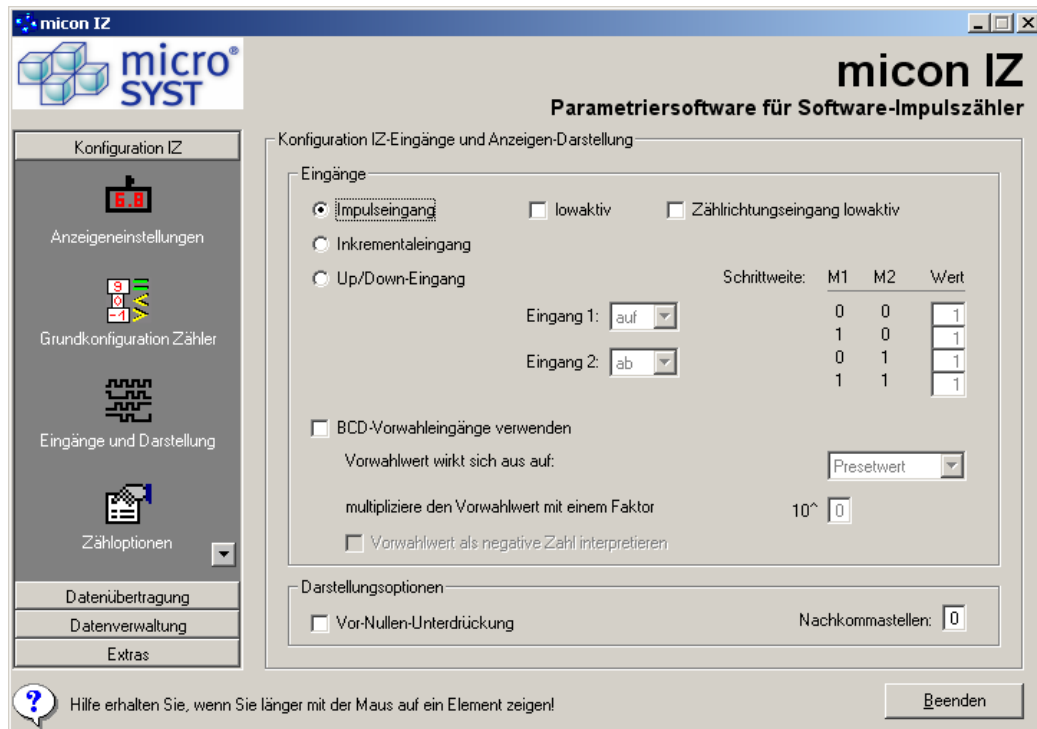 micon IZ
micro®
SYST
micon IZ
Parametriersoftware für Software-Impulszähler
Konfiguration IZ
6.8
Anzeigeneinstellungen
9 =
0 <
-1 >
Grundkonfiguration Zähler
Eingänge und Darstellung
Zähloptionen
Datenübertragung
Datenverwaltung
Extras
Konfiguration IZ-Eingänge und Anzeigen-Darstellung
Eingänge
Impulseingang lowaktiv Zählrichtungseingang lowaktiv
Inkrementaleingang
Up/Down-Eingang Schrittweite: M1 M2 Wert
Eingang 1: auf 0 0 1
1 0 1
Eingang 2: ab 0 1 1
1 1 1
BCD-Vorwahleingänge verwenden
Vorwahlwert wirkt sich aus auf: Presetwert
multipliziere den Vorwahlwert mit einem Faktor 10^ 0
Vorwahlwert als negative Zahl interpretieren
Darstellungsoptionen
Vor-Nullen-Unterdrückung Nachkommastellen: 0
? Hilfe erhalten Sie, wenn Sie länger mit der Maus auf ein Element zeigen! Beenden